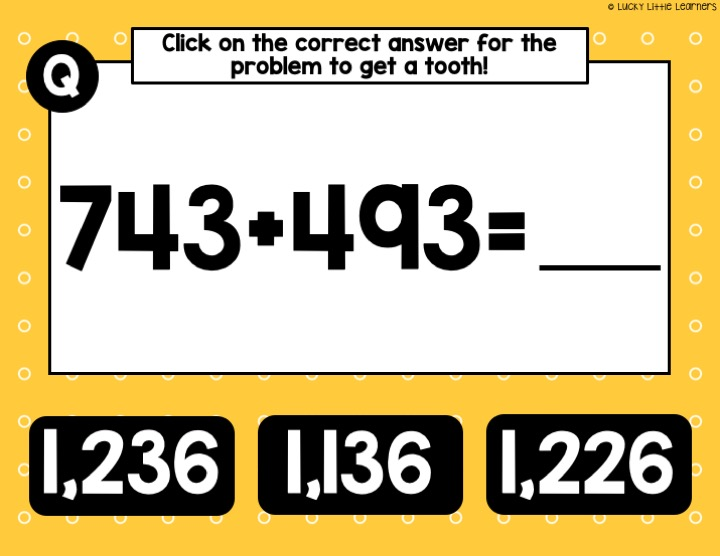 © Lucky Little Learners
Click on the correct answer for the
problem to get a tooth!
Q
743+493=___
1,236
1,136
1,226